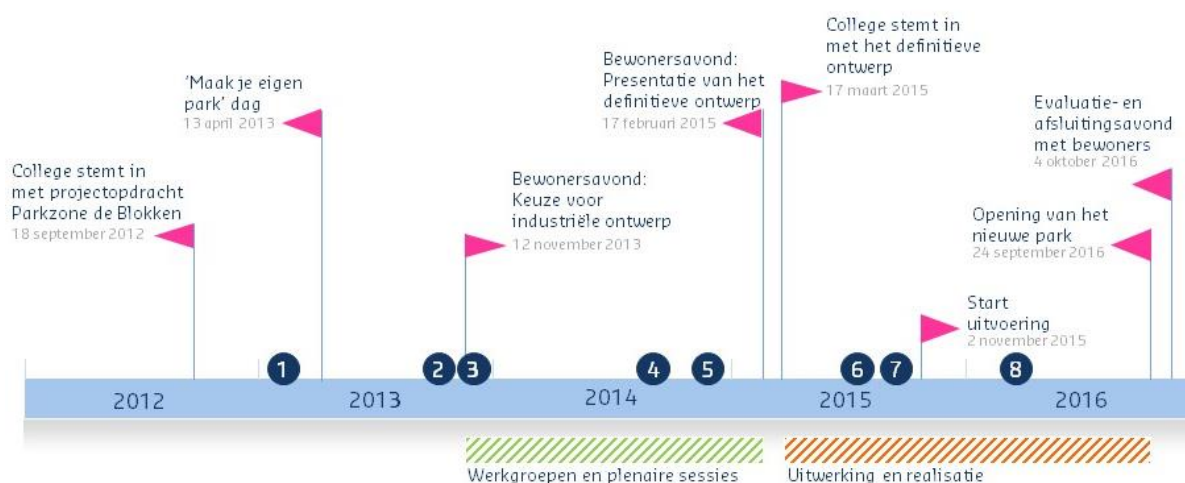 College stemt in
met projectopdracht
Parkzone de Blokken
18 september 2012
'Maak je eigen
park' dag
13 april 2013
Bewonersavond:
Keuze voor
industriële ontwerp
12 november 2013
Bewonersavond:
Presentatie van het
definitieve ontwerp
17 februari 2015
College stemt in
met het definitieve
ontwerp
17 maart 2015
Start
uitvoering
2 november 2015
Opening van het
nieuwe park
24 september 2016
Evaluatie- en
afsluitingsavond
met bewoners
4 oktober 2016
1
2
3
4
5
6
7
8
2012
2013
2014
2015
2016
Werkgroepen en plenaire sessies
Uitwerking en realisatie